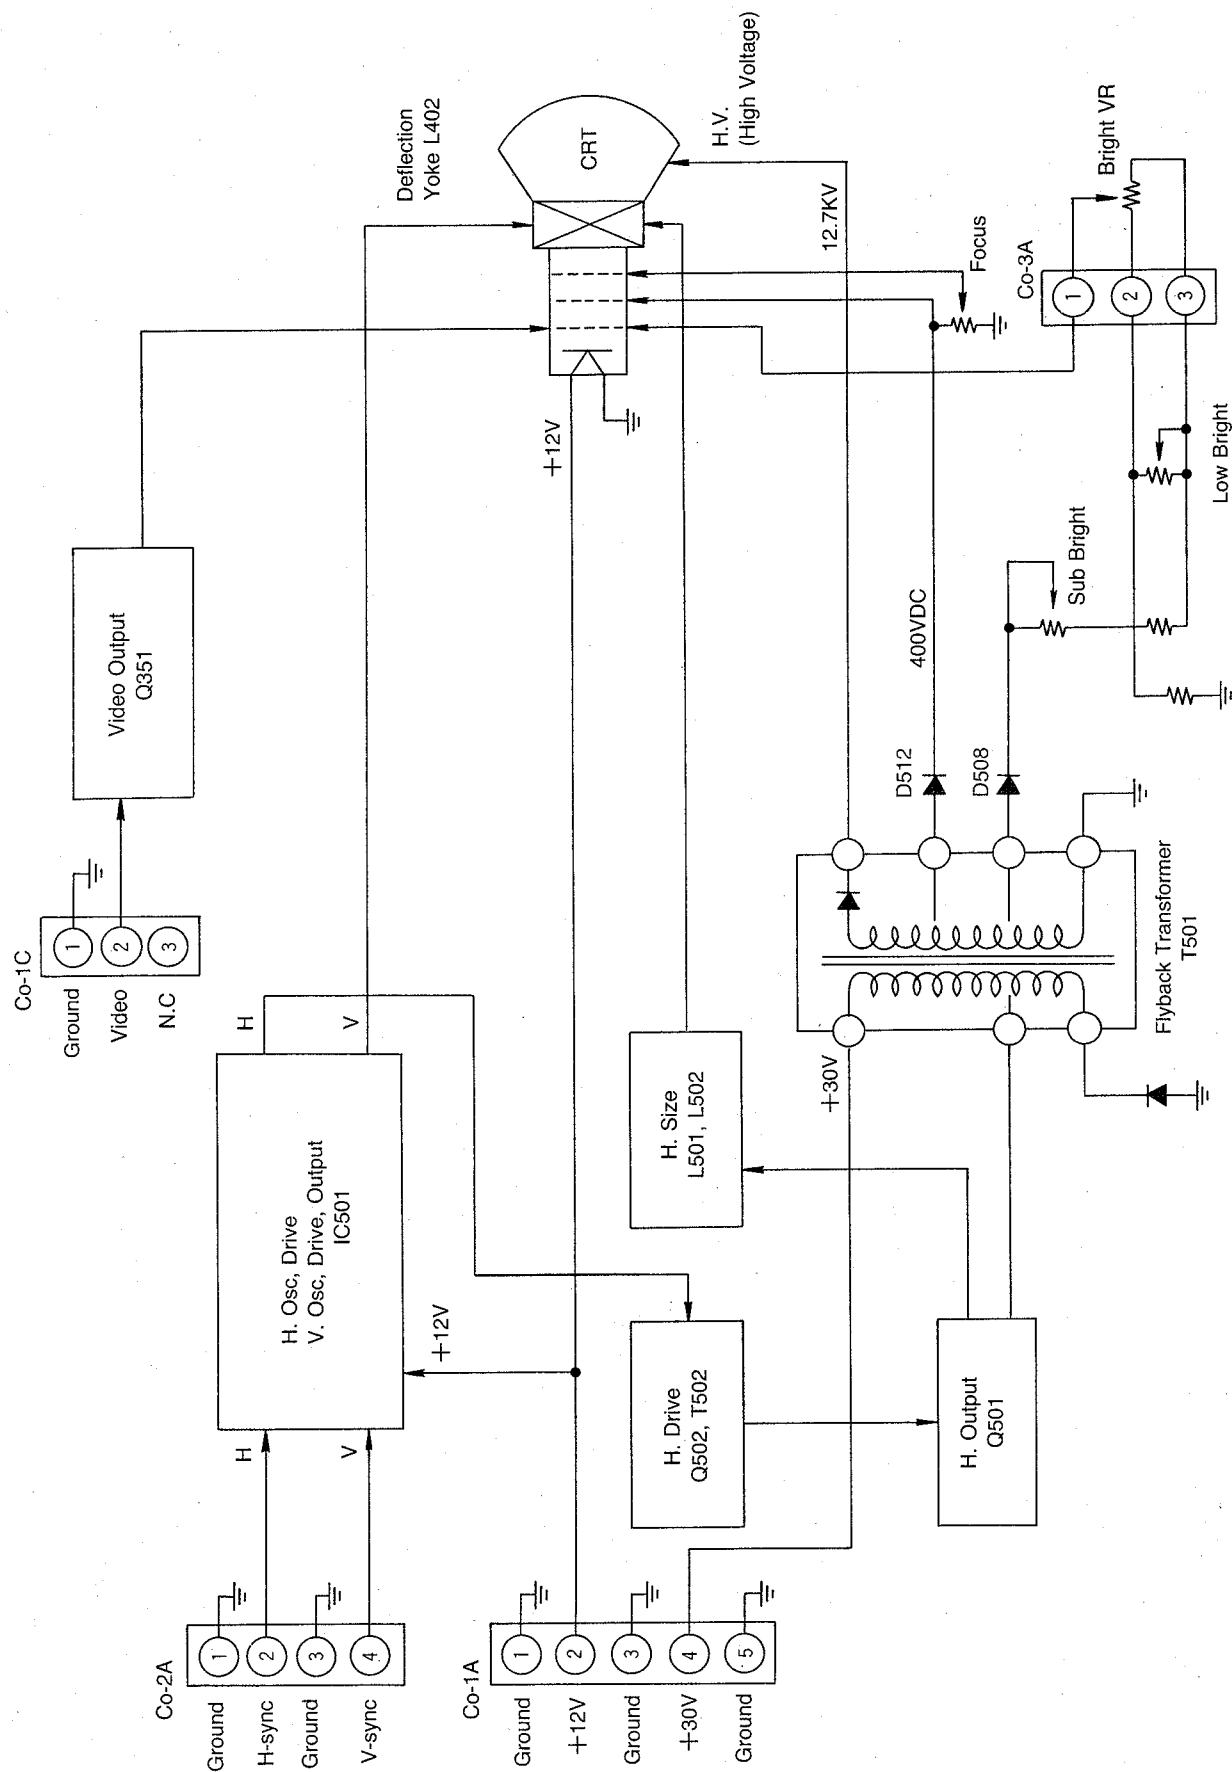 Co-1C
Ground
Video
N.C
1
2
3
Video Output
Q351
Deflection
Yoke L402
CRT
H.V.
(High Voltage)
Co-2A
Ground
H-sync
Ground
V-sync
1
2
3
4
H
V
H. Osc, Drive
V. Osc, Drive, Output
IC501
H
V
+12V
+12V
Co-1A
Ground
+12V
Ground
+30V
Ground
1
2
3
4
5
H. Drive
Q502, T502
H. Size
L501, L502
H. Output
Q501
+30V
Flyback Transformer
T501
12.7KV
D512
400VDC
D508
Focus
Sub Bright
Low Bright
Co-3A
1
2
3
Bright VR